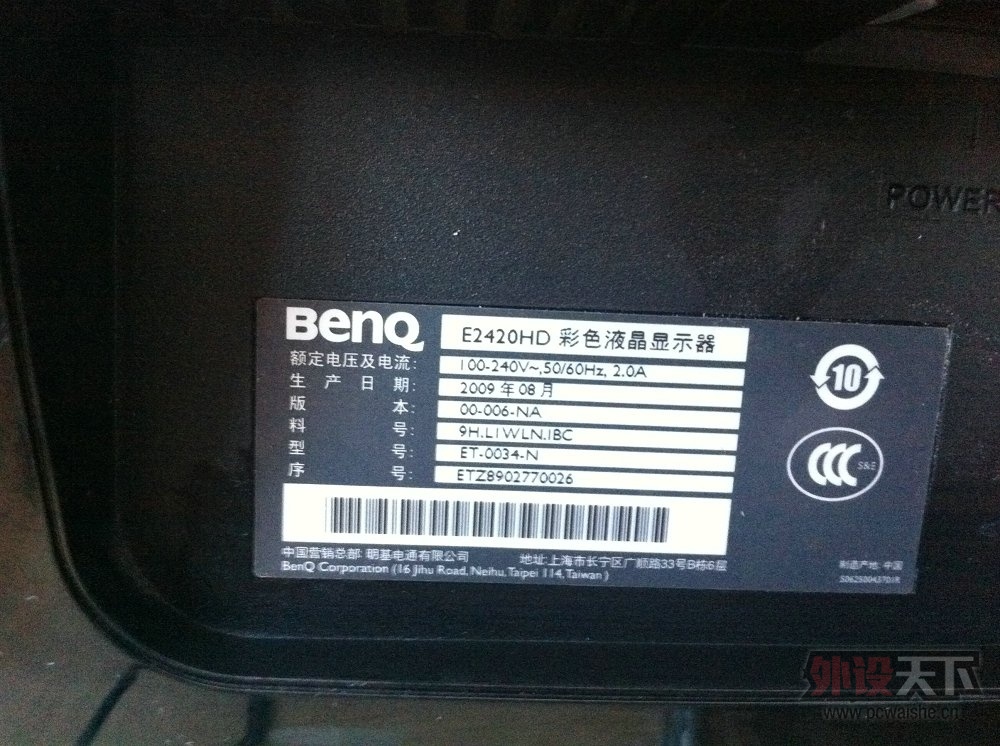 POWER
BenQ
E2420HD 彩色液晶显示器
额定电压及电流: 100-240V~,50/60Hz, 2.0A
生产日期: 2009 年 08 月
版本: 00-006-NA
料号: 9H.L1WLN.IBC
型号: ET-0034-N
序号: ETZ8902770026
10
CCC S&E
中国营销总部: 明基电通有限公司 地址:上海市长宁区广顺路33号B栋6层
BenQ Corporation (16 Jihu Road, Neihu, Taipei 114, Taiwan)
制造产地: 中国
外设天下
www.pcwaishe.cn